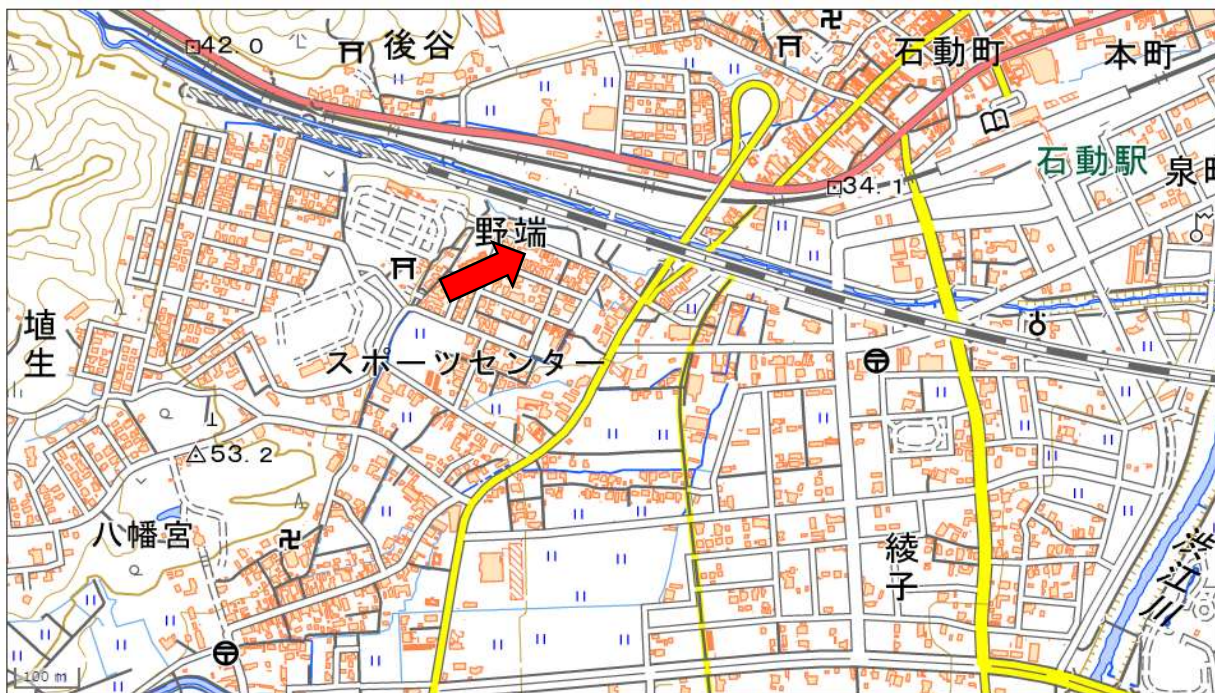 42.0
後谷
石動町
本町
石動駅
泉
34.1
野端
埴生
スポーツセンター
53.2
八幡宮
綾子
渋江川
100 m